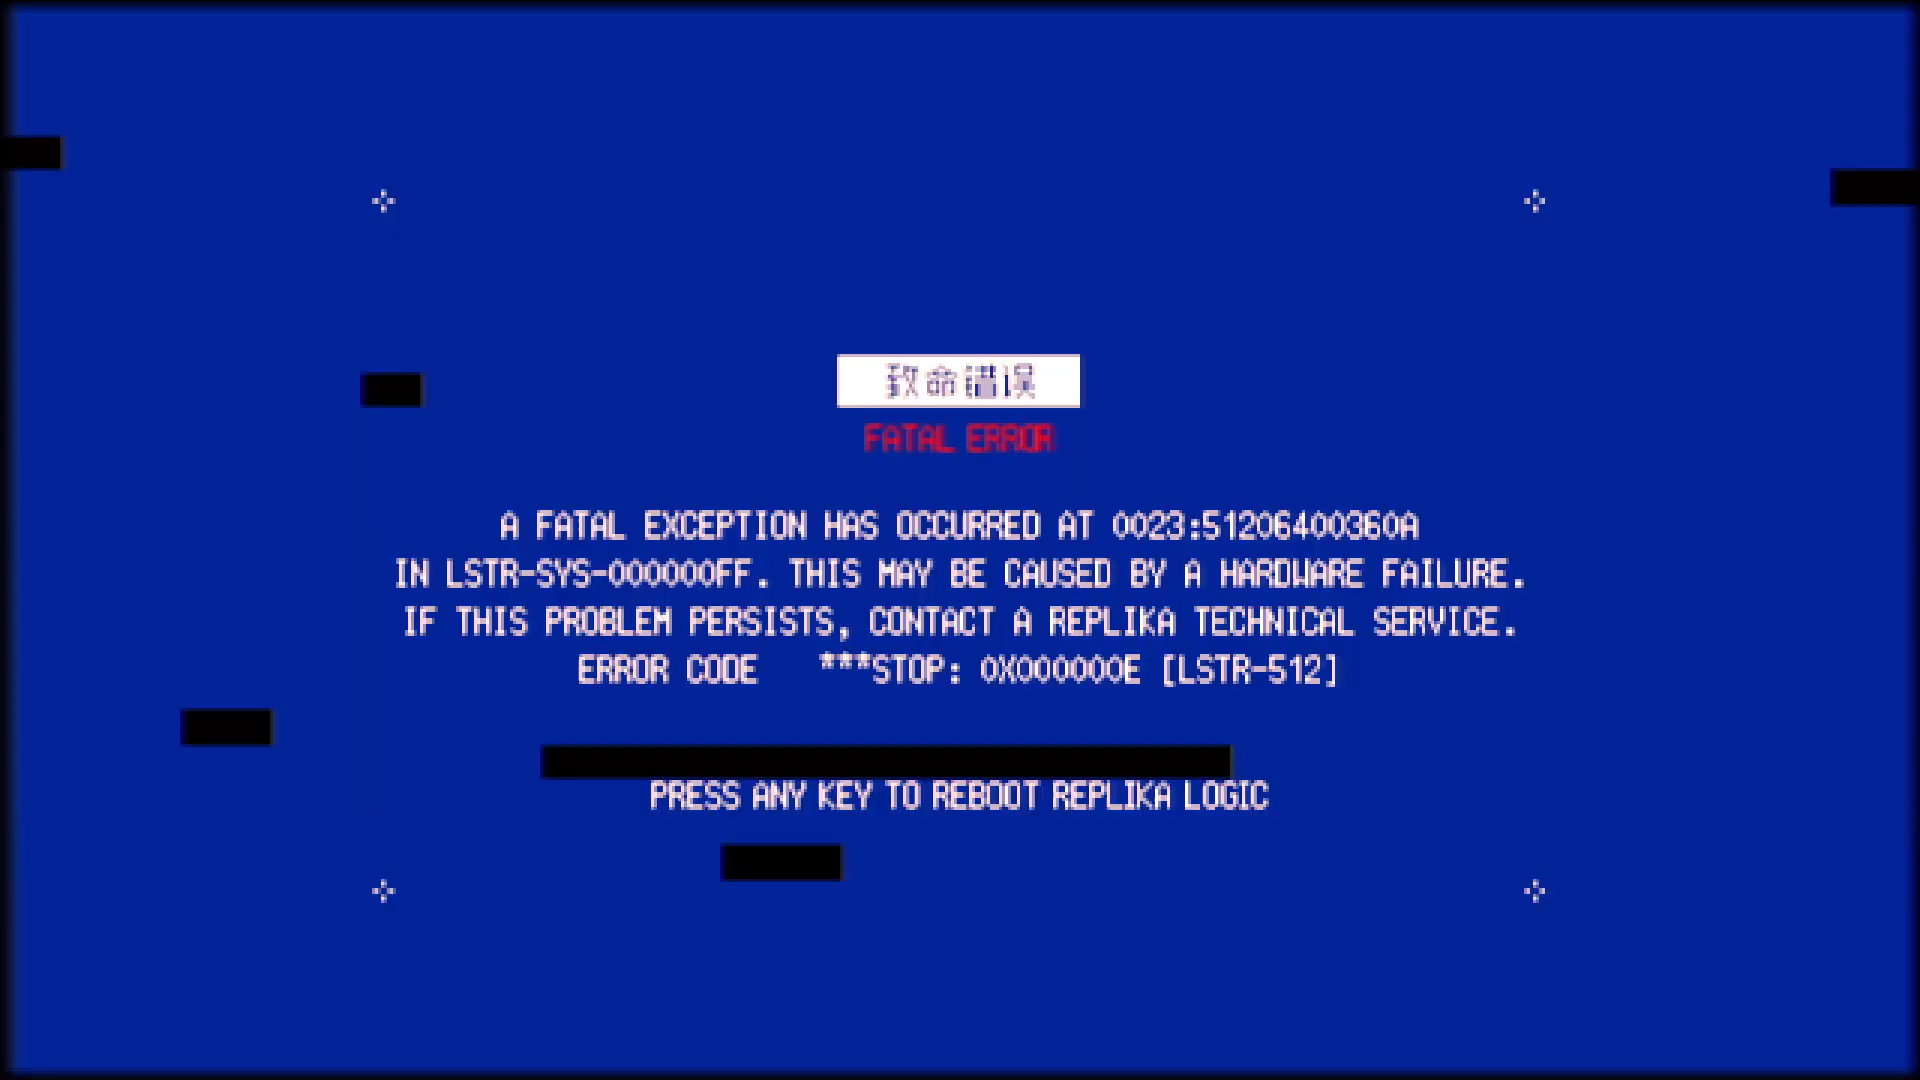 致命错误
FATAL ERROR
A FATAL EXCEPTION HAS OCCURRED AT 0023:51206400360A
IN LSTR-SYS-000000FF. THIS MAY BE CAUSED BY A HARDWARE FAILURE.
IF THIS PROBLEM PERSISTS, CONTACT A REPLIKA TECHNICAL SERVICE.
ERROR CODE ***STOP: 0X000000E [LSTR-512]
PRESS ANY KEY TO REBOOT REPLIKA LOGIC